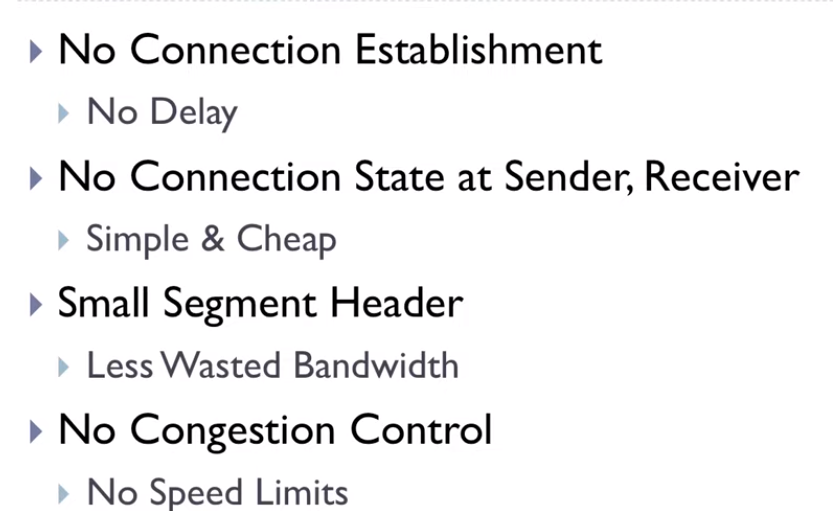 No Connection Establishment
No Delay
No Connection State at Sender, Receiver
Simple & Cheap
Small Segment Header
Less Wasted Bandwidth
No Congestion Control
No Speed Limits